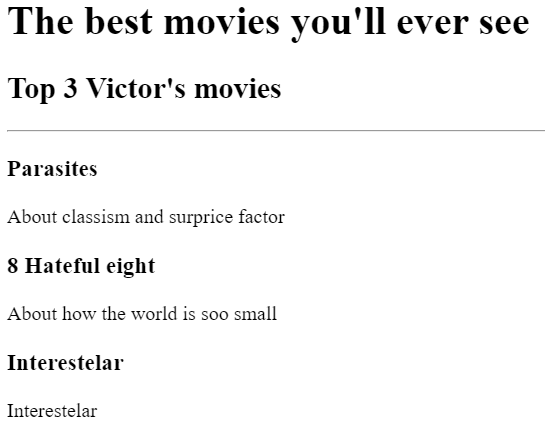 The best movies you'll ever see
Top 3 Victor's movies
Parasites
About classism and surprice factor
8 Hateful eight
About how the world is soo small
Interestelar
Interestelar